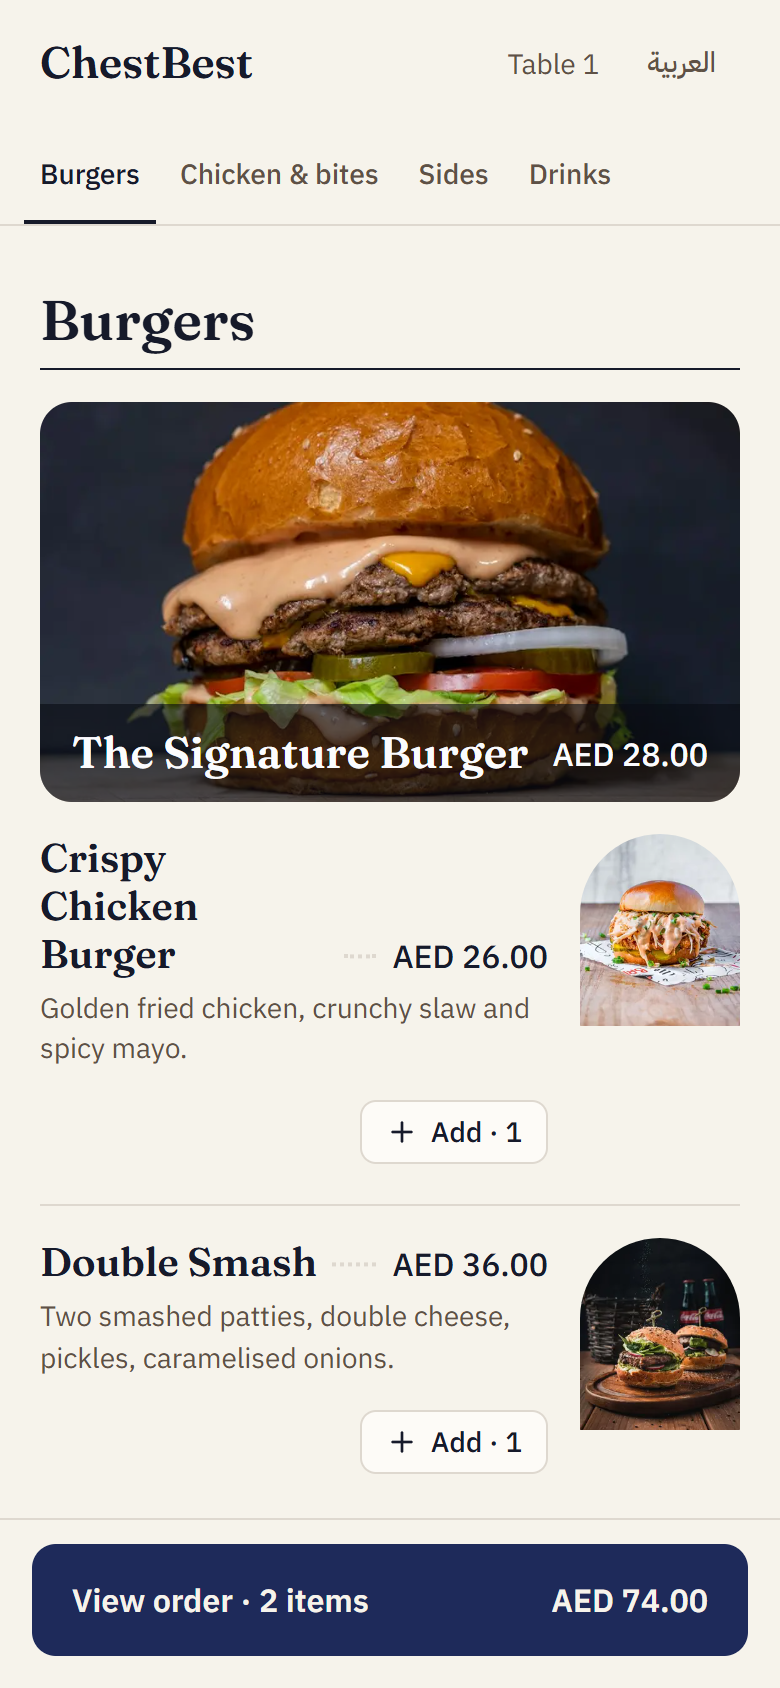 ChestBest
Table 1
العربية
Burgers
Chicken & bites
Sides
Drinks
Burgers
The Signature Burger AED 28.00
Crispy
Chicken
Burger AED 26.00
Golden fried chicken, crunchy slaw and
spicy mayo.
+ Add · 1
Double Smash AED 36.00
Two smashed patties, double cheese,
pickles, caramelised onions.
+ Add · 1
View order · 2 items AED 74.00